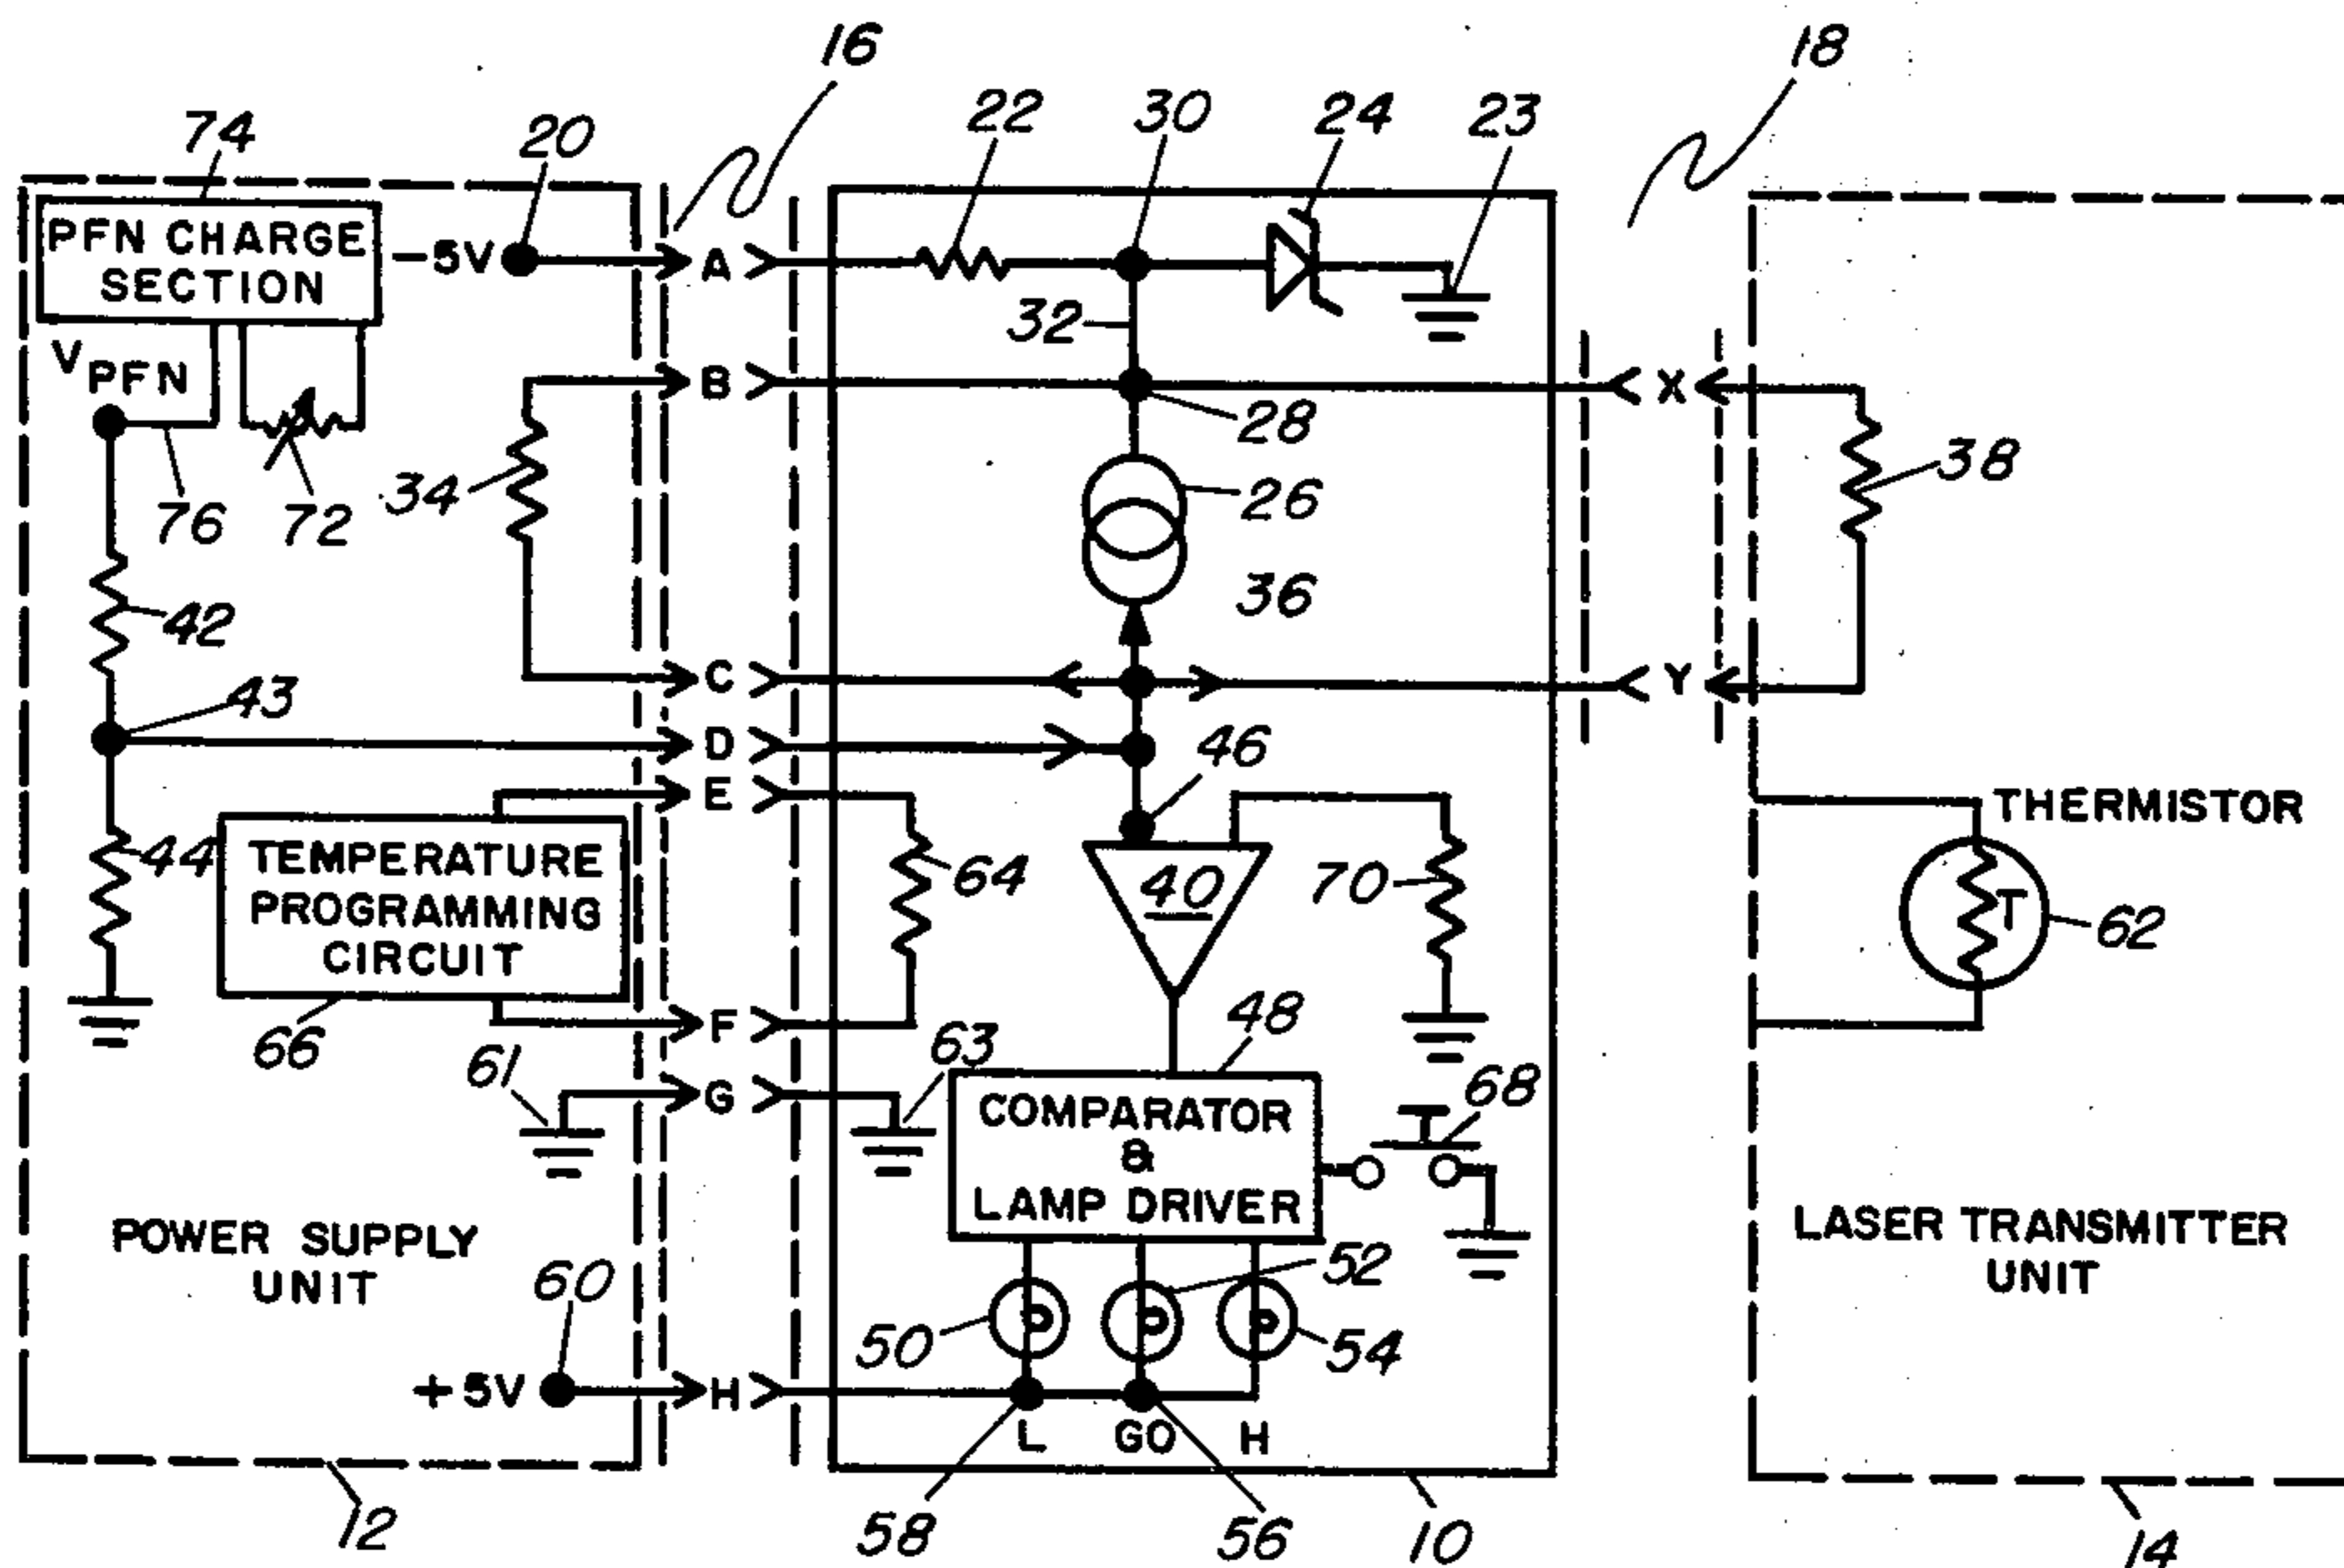 16
18
74
20
22
30
24
23
PFN CHARGE
SECTION
-5V
A
32
V PFN
B
X
28
34
38
76
72
26
36
42
C
Y
43
D
46
E
THERMISTOR
44
TEMPERATURE
PROGRAMMING
CIRCUIT
64
40
70
T
62
66
F
48
61
63
G
68
COMPARATOR
&
LAMP DRIVER
POWER SUPPLY
UNIT
LASER TRANSMITTER
UNIT
60
52
50
54
+5V
H
L
GO
H
12
58
56
10
14